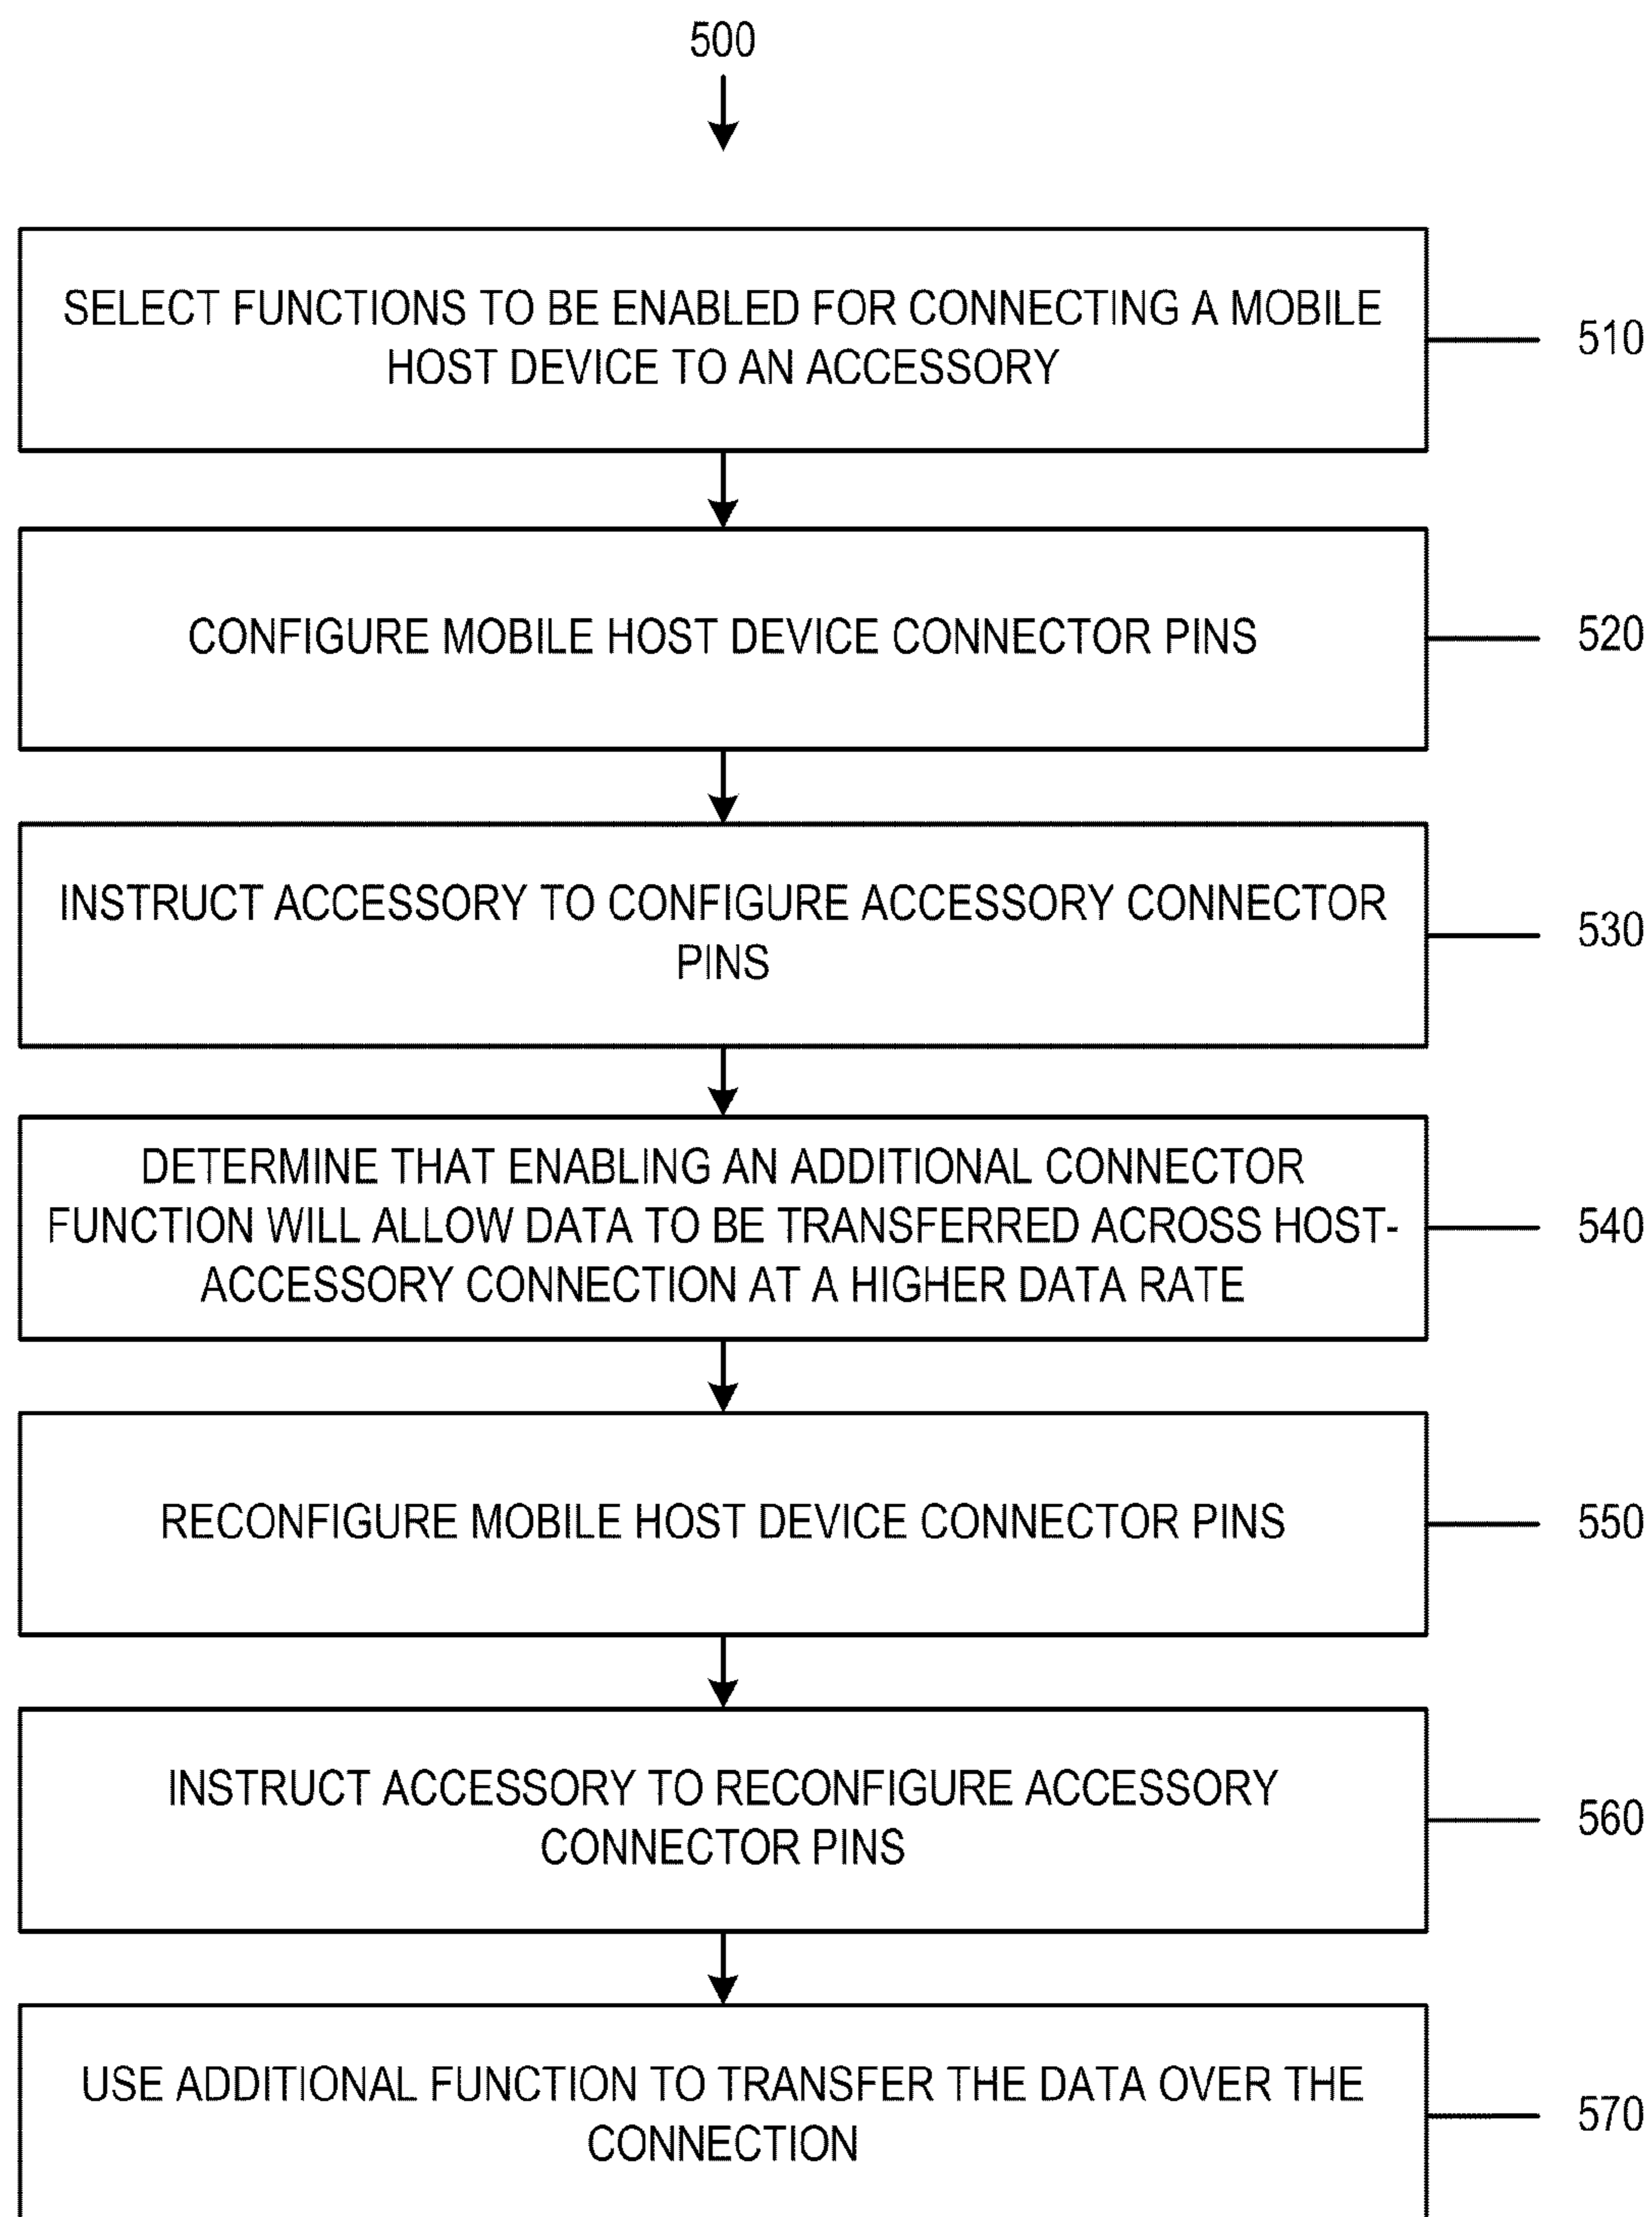 500
SELECT FUNCTIONS TO BE ENABLED FOR CONNECTING A MOBILE
HOST DEVICE TO AN ACCESSORY
510
CONFIGURE MOBILE HOST DEVICE CONNECTOR PINS
520
INSTRUCT ACCESSORY TO CONFIGURE ACCESSORY CONNECTOR
PINS
530
DETERMINE THAT ENABLING AN ADDITIONAL CONNECTOR
FUNCTION WILL ALLOW DATA TO BE TRANSFERRED ACROSS HOST-
ACCESSORY CONNECTION AT A HIGHER DATA RATE
540
RECONFIGURE MOBILE HOST DEVICE CONNECTOR PINS
550
INSTRUCT ACCESSORY TO RECONFIGURE ACCESSORY
CONNECTOR PINS
560
USE ADDITIONAL FUNCTION TO TRANSFER THE DATA OVER THE
CONNECTION
570